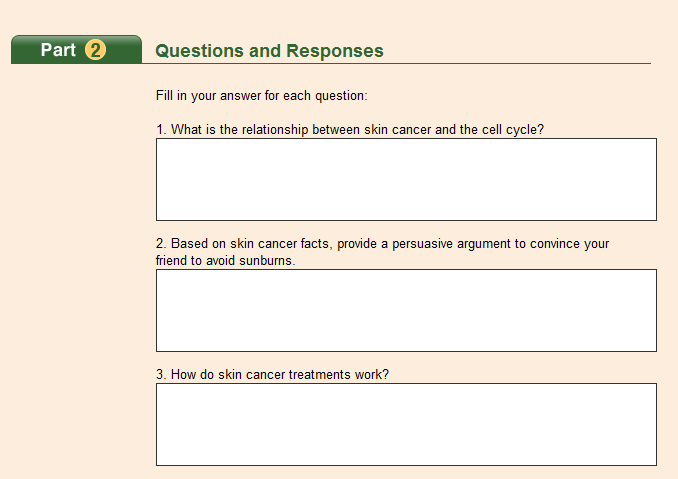 Part 2
Questions and Responses
Fill in your answer for each question:
1. What is the relationship between skin cancer and the cell cycle?
2. Based on skin cancer facts, provide a persuasive argument to convince your
friend to avoid sunburns.
3. How do skin cancer treatments work?